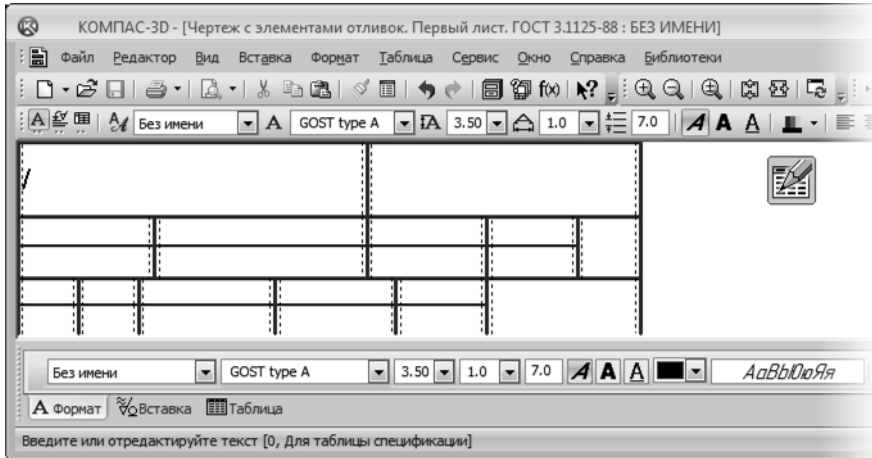 КОМПАС-3D - [Чертеж с элементами отливок. Первый лист. ГОСТ 3.1125-88 : БЕЗ ИМЕНИ]
Файл Редактор Вид Вставка Формат Таблица Сервис Окно Справка Библиотеки
f(x)
A Без имени A GOST type A 3.50 1.0 7.0 A A A
Без имени GOST type A 3.50 1.0 7.0 A A A АаВbЮюЯя
A Формат Вставка Таблица
Введите или отредактируйте текст [0, Для таблицы спецификации]